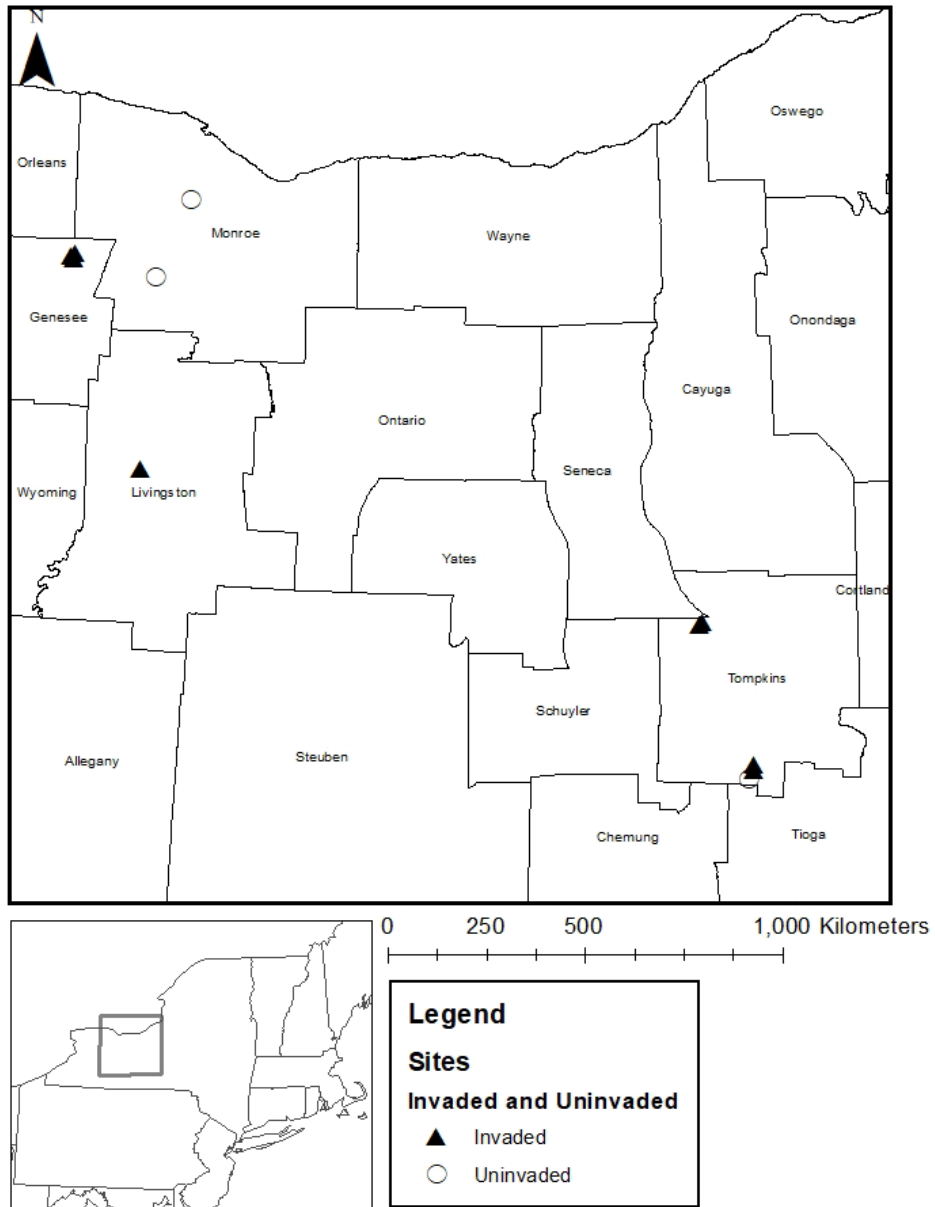 N
Oswego
Orleans
Monroe
Wayne
Genesee
Onondaga
Cayuga
Ontario
Seneca
Wyoming
Livingston
Yates
Cortland
Tompkins
Schuyler
Allegany
Steuben
Chemung
Tioga
0 250 500 1,000 Kilometers
Legend
Sites
Invaded and Uninvaded
Invaded
Uninvaded